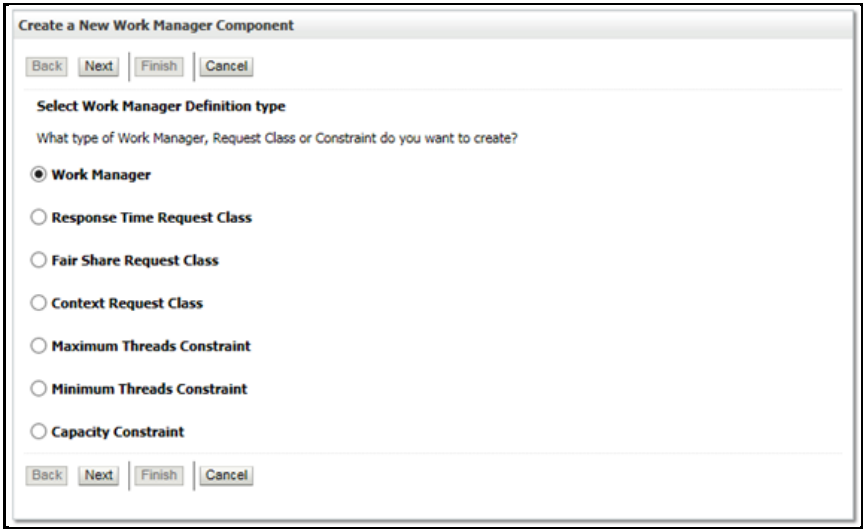 Create a New Work Manager Component
Back Next Finish Cancel
Select Work Manager Definition type
What type of Work Manager, Request Class or Constraint do you want to create?
Work Manager
Response Time Request Class
Fair Share Request Class
Context Request Class
Maximum Threads Constraint
Minimum Threads Constraint
Capacity Constraint
Back Next Finish Cancel